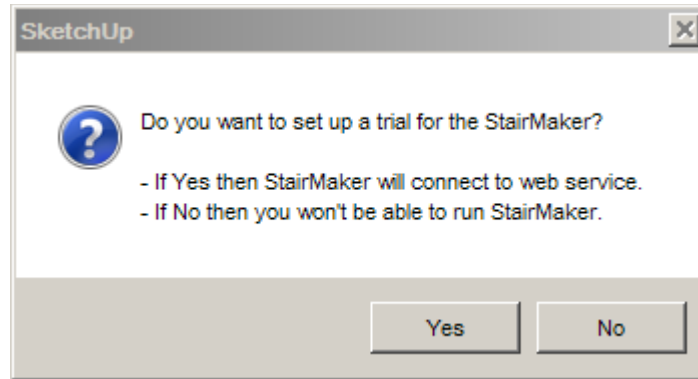 SketchUp
Do you want to set up a trial for the StairMaker?
- If Yes then StairMaker will connect to web service.
- If No then you won't be able to run StairMaker.
Yes No